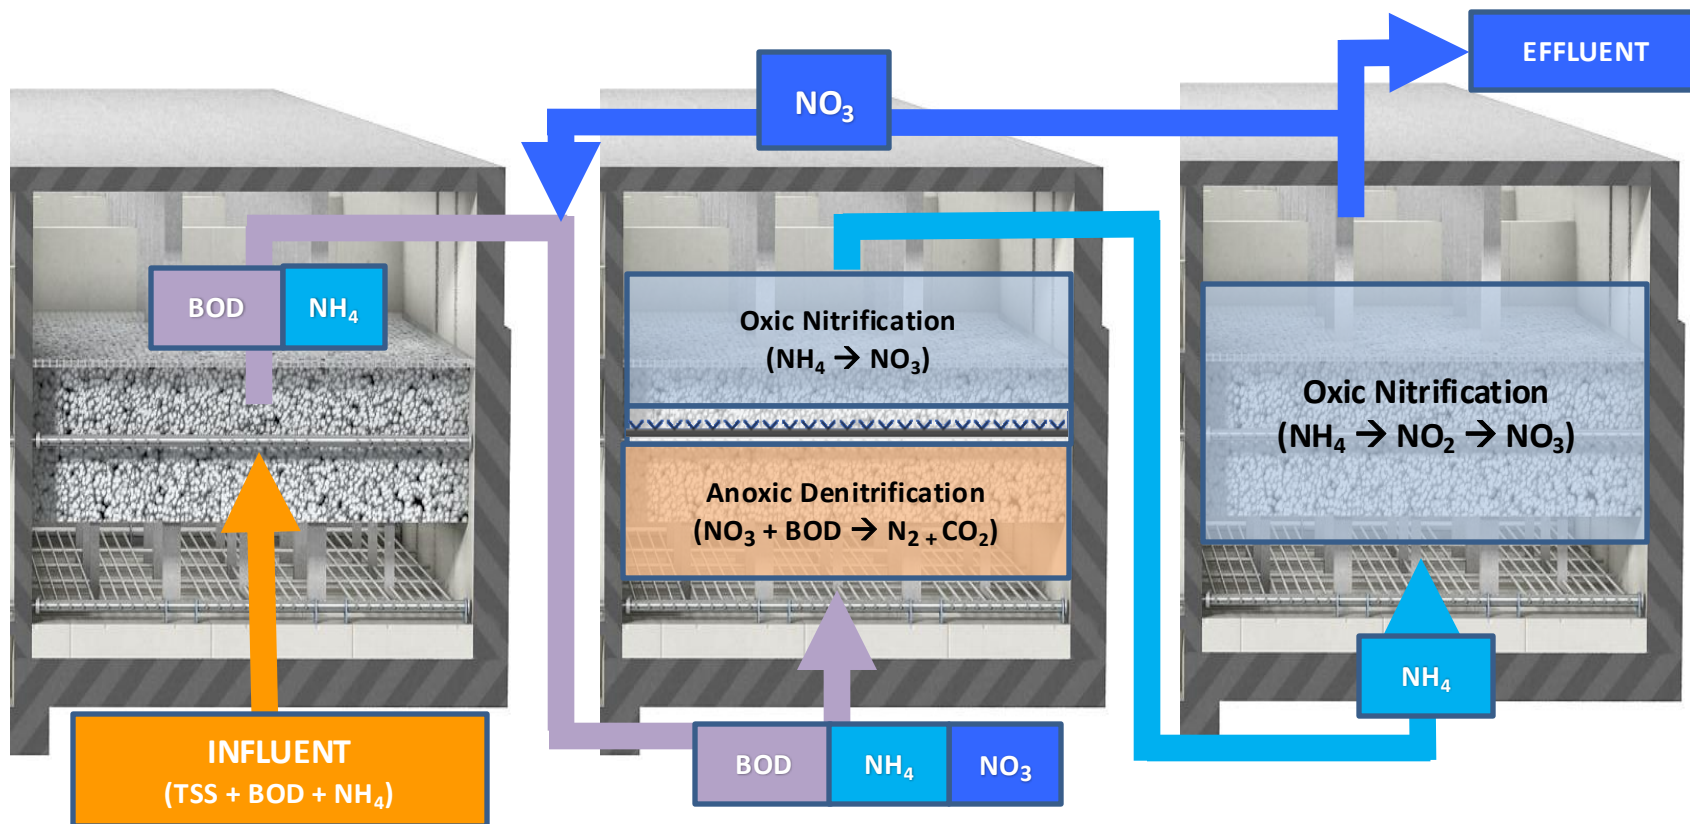 EFFLUENT
NO₃
BOD
NH₄
Oxic Nitrification
(NH₄ → NO₃)
Anoxic Denitrification
(NO₃ + BOD → N₂ ₊ CO₂)
Oxic Nitrification
(NH₄ → NO₂ → NO₃)
INFLUENT
(TSS + BOD + NH₄)
BOD
NH₄
NO₃
NH₄